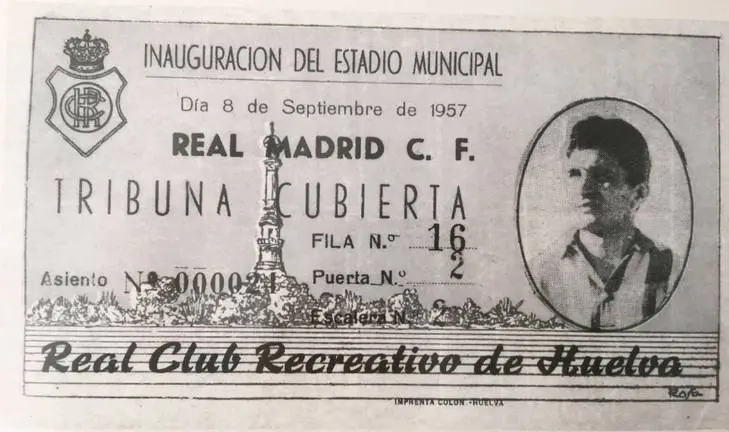 INAUGURACION DEL ESTADIO MUNICIPAL
Día 8 de Septiembre de 1957
REAL MADRID C. F.
TRIBUNA CUBIERTA
FILA N.º 16
Asiento Nº 000021
Puerta N.º 2
Escalera N. 2
Real Club Recreativo de Huelva
IMPRENTA COLON.-HUELVA